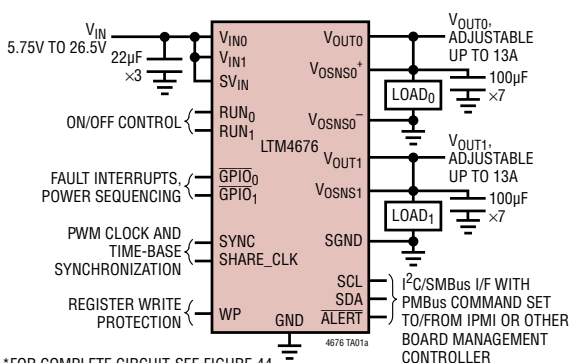 VIN
5.75V TO 26.5V
22µF
×3
ON/OFF CONTROL
FAULT INTERRUPTS,
POWER SEQUENCING
PWM CLOCK AND
TIME-BASE
SYNCHRONIZATION
REGISTER WRITE
PROTECTION
VIN0
VIN1
SVIN
RUN0
RUN1
LTM4676
GPIO0
GPIO1
SYNC
SHARE_CLK
WP
GND
VOUT0
VOSNS0+
VOSNS0–
VOUT1
VOSNS1
SGND
SCL
SDA
ALERT
VOUT0,
ADJUSTABLE
UP TO 13A
100µF
×7
LOAD0
VOUT1,
ADJUSTABLE
UP TO 13A
100µF
×7
LOAD1
I2C/SMBus I/F WITH
PMBus COMMAND SET
TO/FROM IPMI OR OTHER
BOARD MANAGEMENT
CONTROLLER
4676 TA01a
*FOR COMPLETE CIRCUIT, SEE FIGURE 44